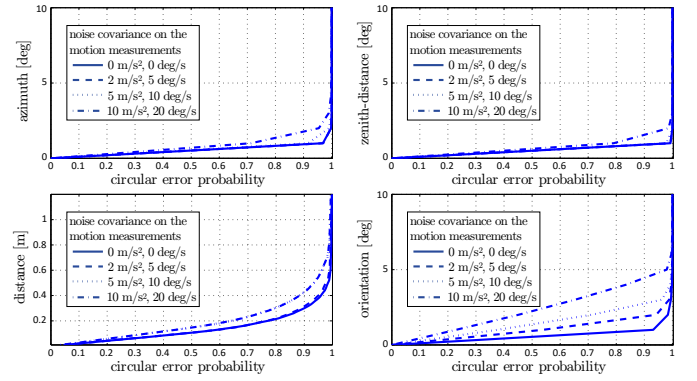 azimuth [deg]
10
5
0
noise covariance on the
motion measurements
0 m/s², 0 deg/s
2 m/s², 5 deg/s
5 m/s², 10 deg/s
10 m/s², 20 deg/s
0 0.1 0.2 0.3 0.4 0.5 0.6 0.7 0.8 0.9 1
circular error probability
zenith-distance [deg]
10
5
0
noise covariance on the
motion measurements
0 m/s², 0 deg/s
2 m/s², 5 deg/s
5 m/s², 10 deg/s
10 m/s², 20 deg/s
0 0.1 0.2 0.3 0.4 0.5 0.6 0.7 0.8 0.9 1
circular error probability
distance [m]
1
0.8
0.6
0.4
0.2
noise covariance on the
motion measurements
0 m/s², 0 deg/s
2 m/s², 5 deg/s
5 m/s², 10 deg/s
10 m/s², 20 deg/s
0 0.1 0.2 0.3 0.4 0.5 0.6 0.7 0.8 0.9 1
circular error probability
orientation [deg]
10
5
0
noise covariance on the
motion measurements
0 m/s², 0 deg/s
2 m/s², 5 deg/s
5 m/s², 10 deg/s
10 m/s², 20 deg/s
0 0.1 0.2 0.3 0.4 0.5 0.6 0.7 0.8 0.9 1
circular error probability